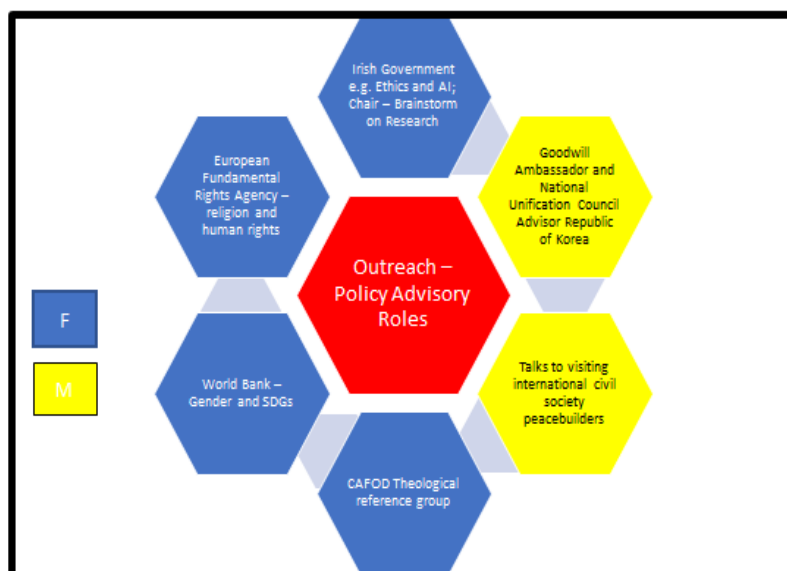 Irish Government
e.g. Ethics and AI;
Chair – Brainstorm
on Research
European
Fundamental
Rights Agency –
religion and
human rights
Goodwill
Ambassador and
National
Unification Council
Advisor Republic
of Korea
Outreach –
Policy Advisory
Roles
F
M
World Bank –
Gender and SDGs
Talks to visiting
international civil
society
peacebuilders
CAFOD Theological
reference group